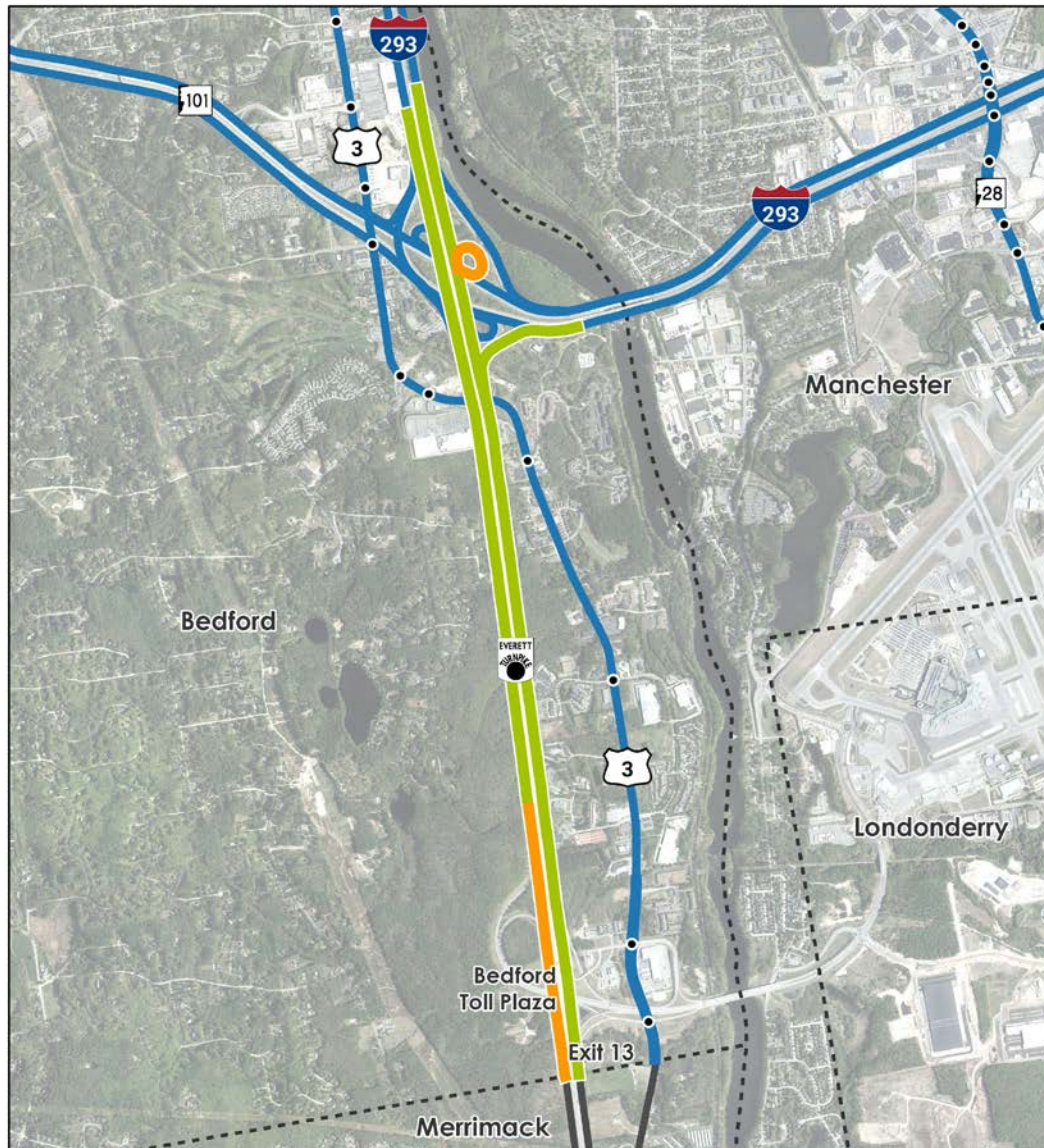 293
101
3
28
293
Manchester
Bedford
EVERETT
TURNPIKE
3
Londonderry
Bedford
Toll Plaza
Exit 13
Merrimack